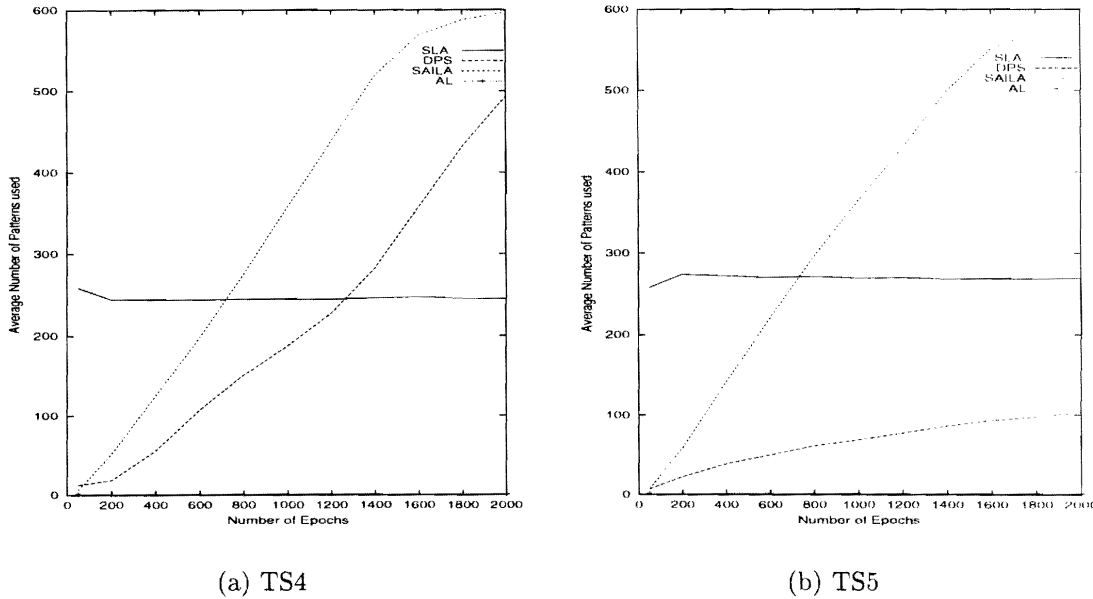 600
500
400
300
200
100
0
Average Number of Patterns used
SLA
DPS
SAILA
AL
0 200 400 600 800 1000 1200 1400 1600 1800 2000
Number of Epochs
(a) TS4
600
500
400
300
200
100
0
Average Number of Patterns used
SLA
DPS
SAILA
AL
0 200 400 600 800 1000 1200 1400 1600 1800 2000
Number of Epochs
(b) TS5